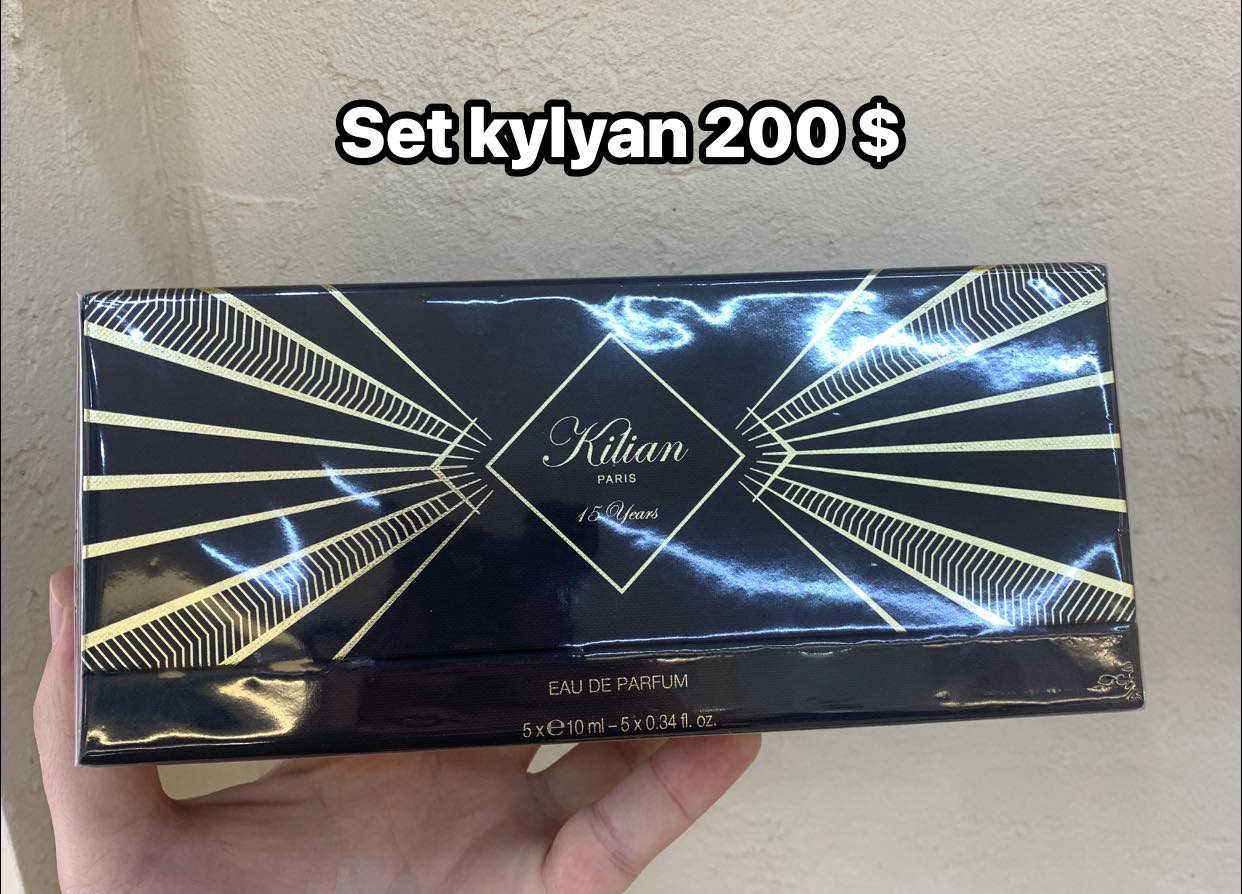 Set kylyan 200 $
Kilian
PARIS
15 Years
EAU DE PARFUM
5 x ℮ 10 ml – 5 x 0.34 fl. oz.